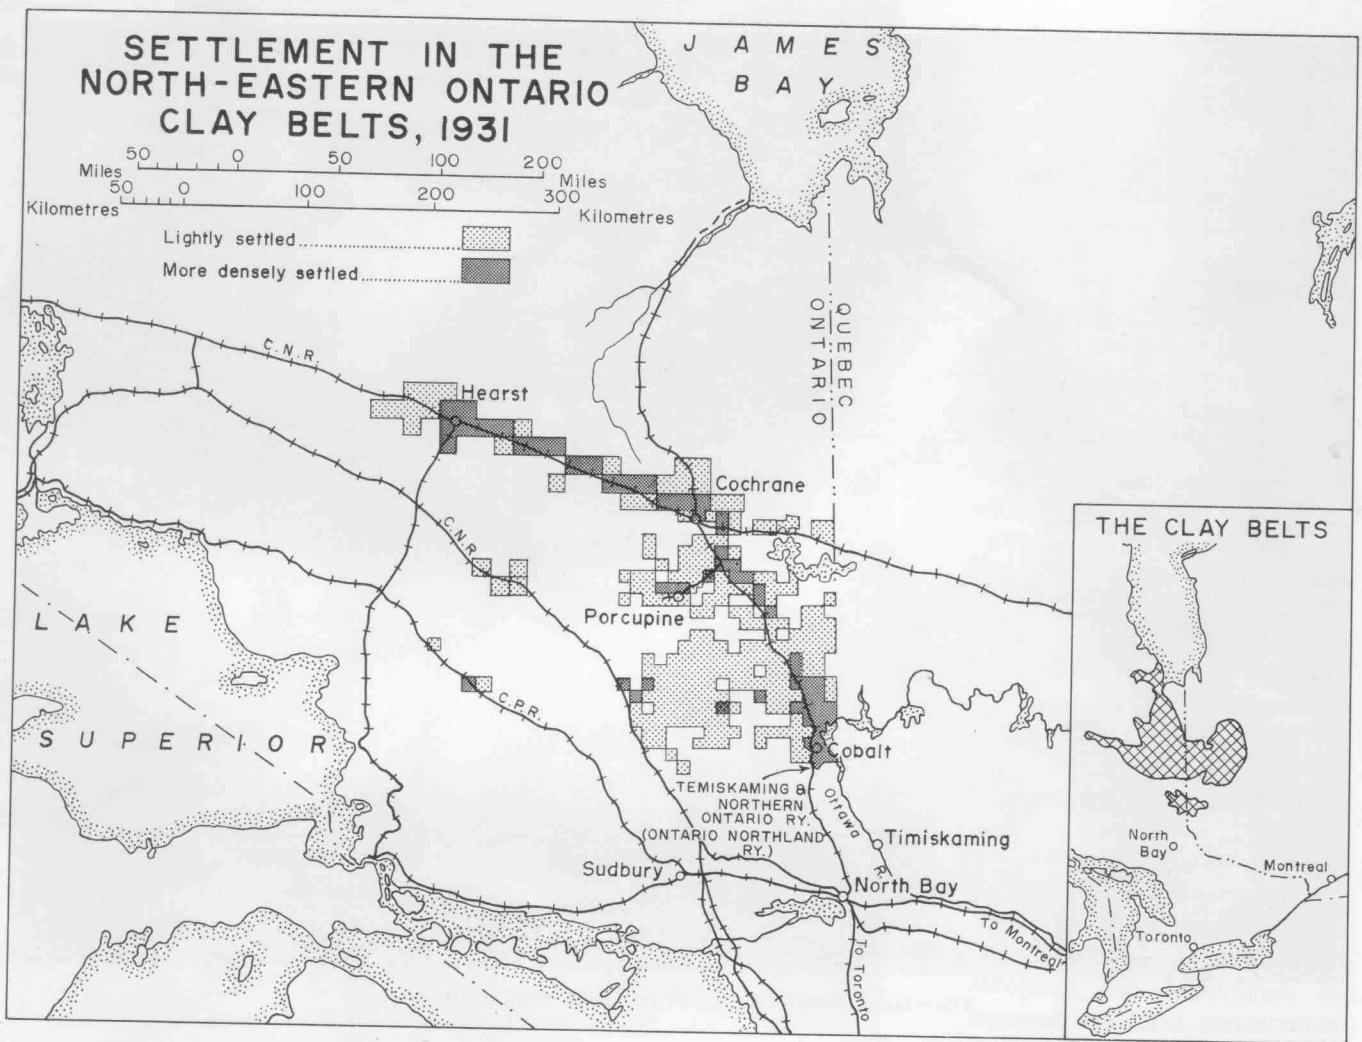 SETTLEMENT IN THE
NORTH-EASTERN ONTARIO
CLAY BELTS, 1931
50 0 50 100 200
Miles Miles
50 0 100 200 300
Kilometres Kilometres
Lightly settled
More densely settled
JAMES
BAY
QUEBEC
ONTARIO
C.N.R.
Hearst
Cochrane
C.N.R.
Porcupine
LAKE
SUPERIOR
C.P.R.
Cobalt
TEMISKAMING &
NORTHERN
ONTARIO RY.
(ONTARIO NORTHLAND
RY.)
Ottawa R.
Timiskaming
Sudbury
North Bay
To Montreal
To Toronto
THE CLAY BELTS
North
Bay
Montreal
Toronto